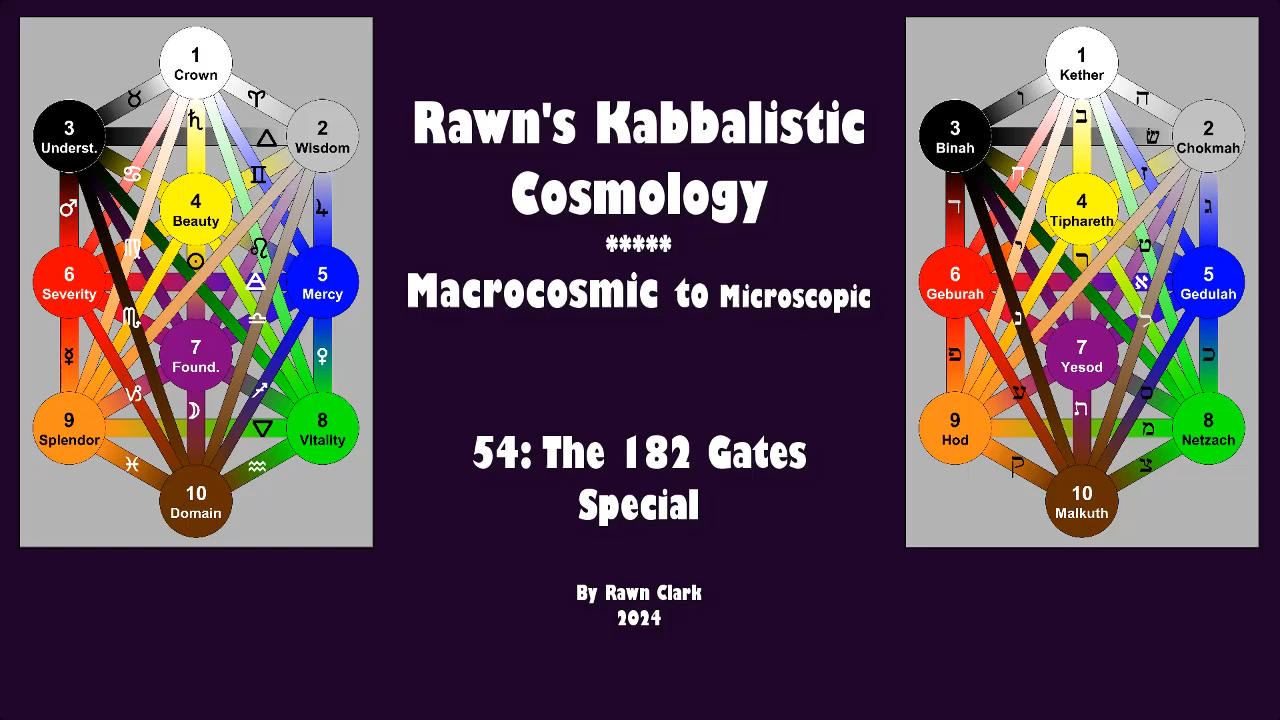 1
Crown
♉ ♈
3
Underst.
♄
△
2
Wisdom
♋ ♊
♂
4
Beauty
♃
♍ ☉ ♌
6
Severity
🜁
5
Mercy
♏ ♎
☿
7
Found.
♀
♑ ☽ ♐
9
Splendor
▽
8
Vitality
♓ ♒
10
Domain
Rawn's Kabbalistic
Cosmology
*****
Macrocosmic to Microscopic
54: The 182 Gates
Special
By Rawn Clark
2024
1
Kether
ו ה
3
Binah
ב
ש
2
Chokmah
ח ז
4
Tiphareth
ג
י ט
6
Geburah
א
5
Gedulah
נ ל
פ
7
Yesod
ע ת ס
9
Hod
מ
8
Netzach
ק צ
10
Malkuth